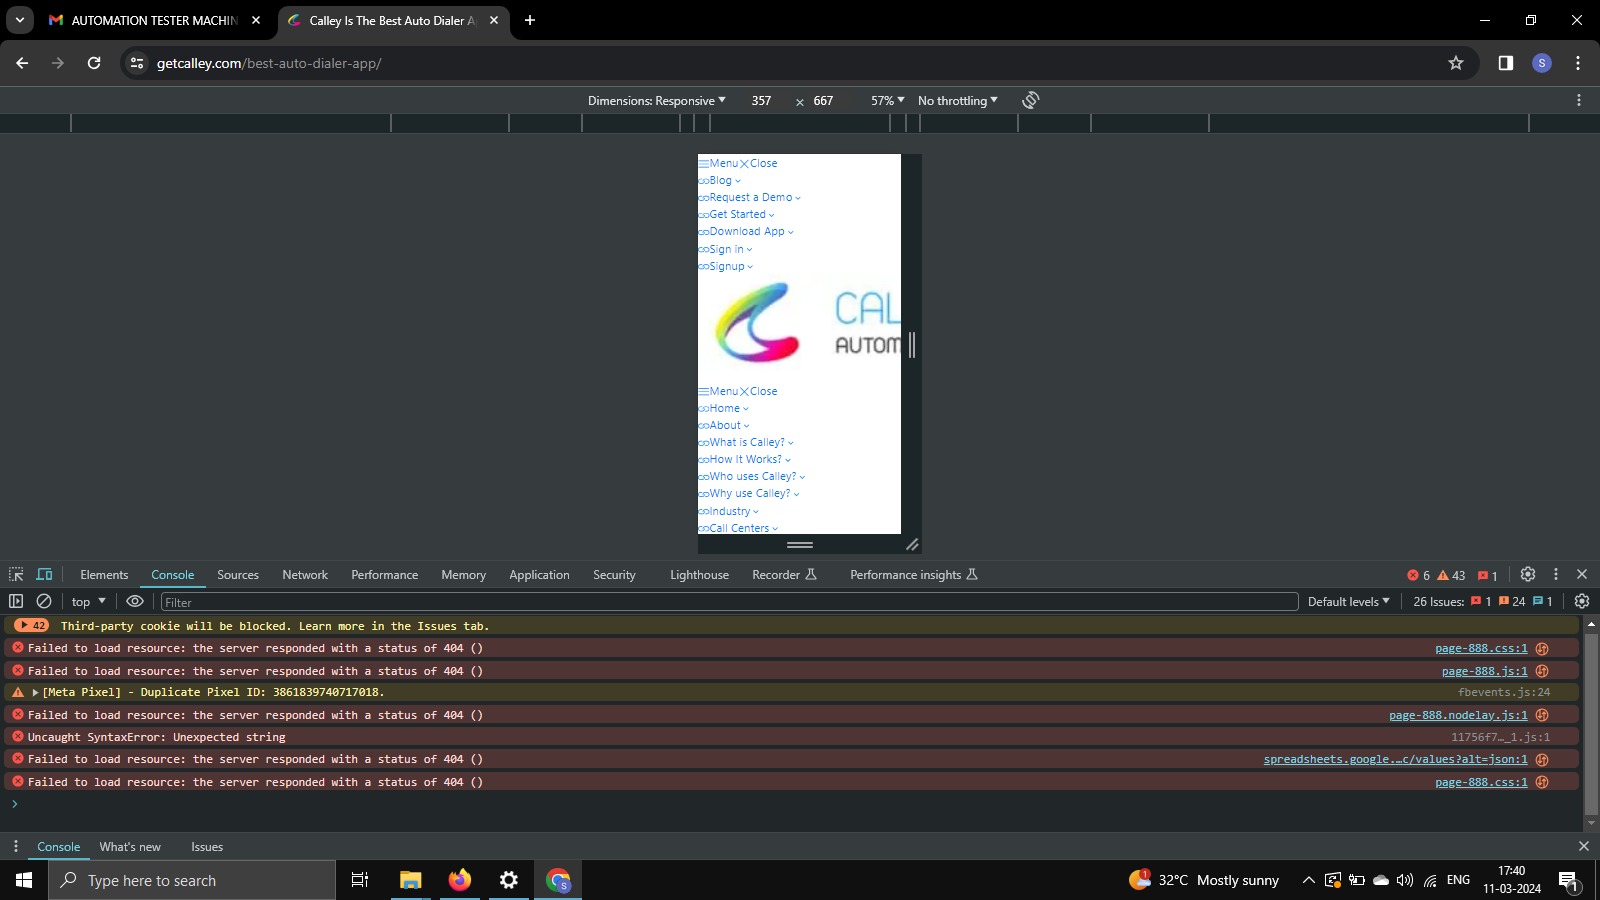 AUTOMATION TESTER MACHIN
Calley Is The Best Auto Dialer A
getcalley.com/best-auto-dialer-app/
Dimensions: Responsive 357 × 667 57% No throttling
Menu Close
Blog
Request a Demo
Get Started
Download App
Sign in
Signup
CAL
AUTOM
Menu Close
Home
About
What is Calley?
How It Works?
Who uses Calley?
Why use Calley?
Industry
Call Centers
Elements Console Sources Network Performance Memory Application Security Lighthouse Recorder Performance insights 6 43 1
top Filter Default levels 26 Issues: 1 24 1
42 Third-party cookie will be blocked. Learn more in the Issues tab.
Failed to load resource: the server responded with a status of 404 () page-888.css:1
Failed to load resource: the server responded with a status of 404 () page-888.js:1
[Meta Pixel] - Duplicate Pixel ID: 3861839740717018. fbevents.js:24
Failed to load resource: the server responded with a status of 404 () page-888.nodelay.js:1
Uncaught SyntaxError: Unexpected string 11756f7…_1.js:1
Failed to load resource: the server responded with a status of 404 () spreadsheets.google.…c/values?alt=json:1
Failed to load resource: the server responded with a status of 404 () page-888.css:1
Console What's new Issues
Type here to search
S
1
32°C Mostly sunny
ENG
17:40
11-03-2024
1